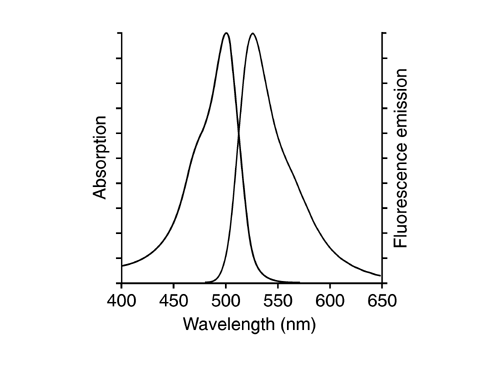 Absorption
Fluorescence emission
400 450 500 550 600 650
Wavelength (nm)